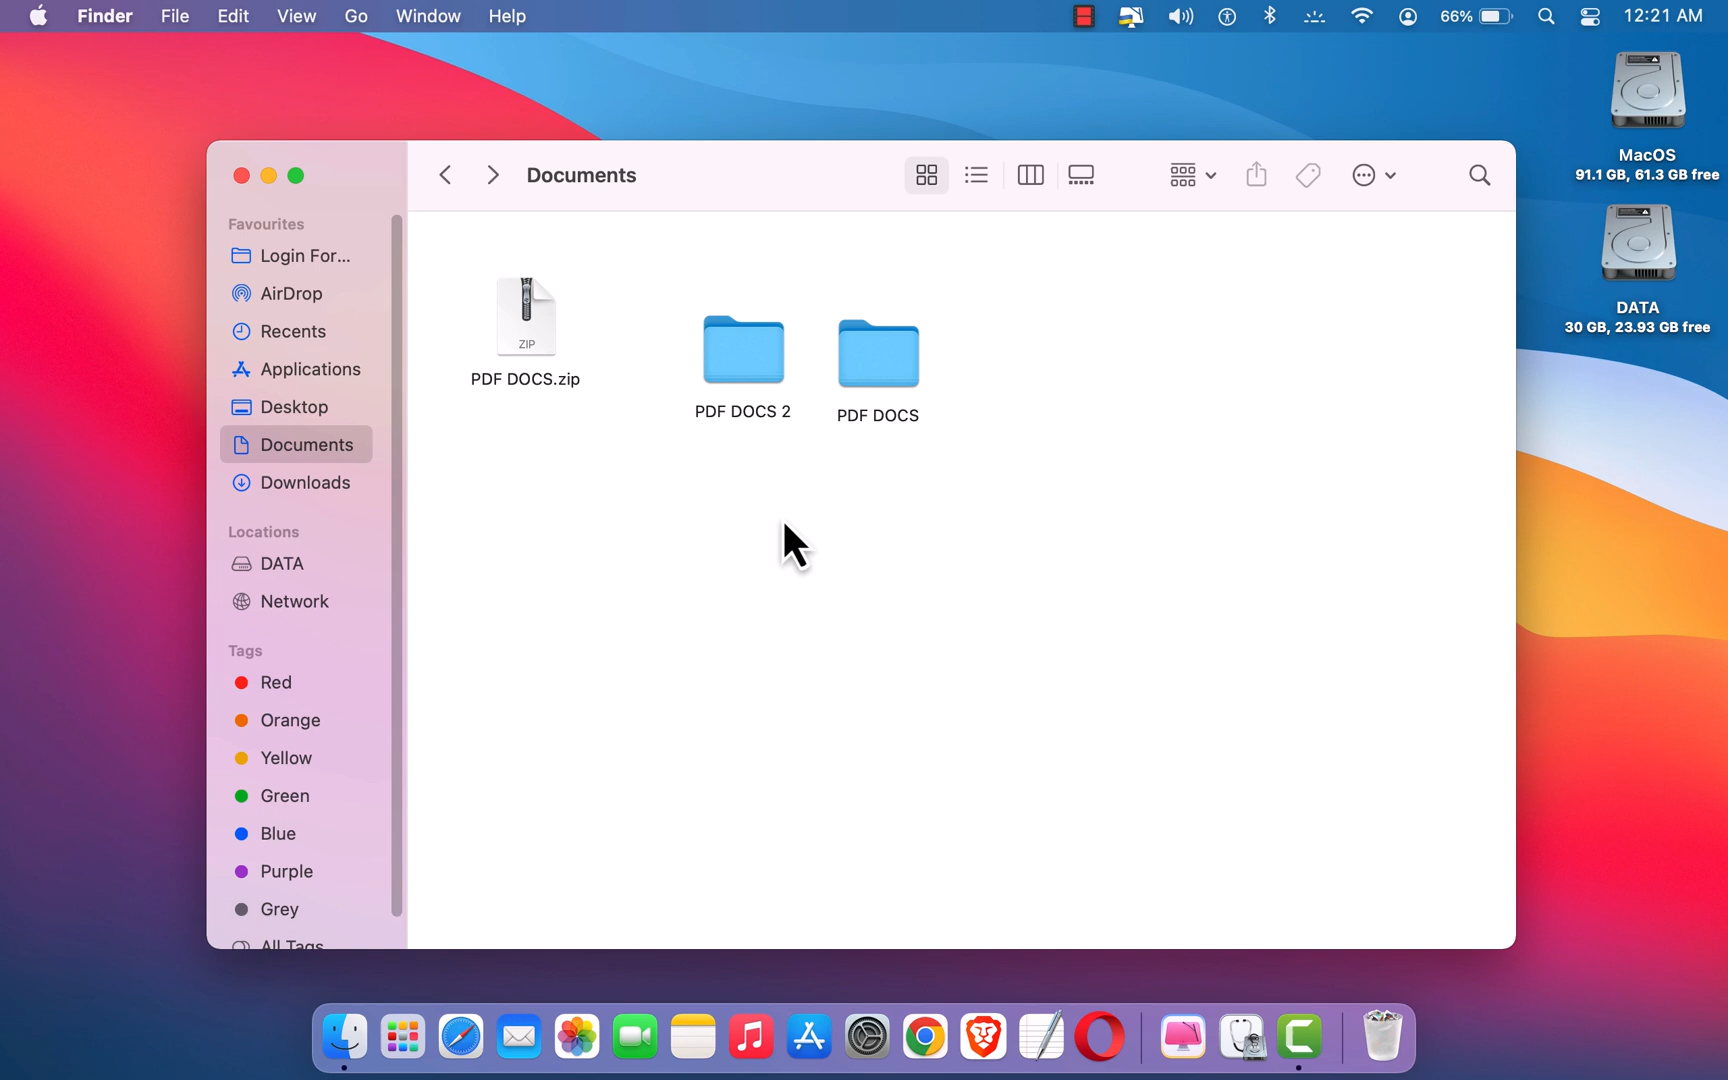 Finder File Edit View Go Window Help 66% 12:21 AM
MacOS
91.1 GB, 61.3 GB free
DATA
30 GB, 23.93 GB free
Documents
Favourites
Login For...
AirDrop
Recents
Applications
Desktop
Documents
Downloads
Locations
DATA
Network
Tags
Red
Orange
Yellow
Green
Blue
Purple
Grey
All Tags
ZIP
PDF DOCS.zip
PDF DOCS 2
PDF DOCS